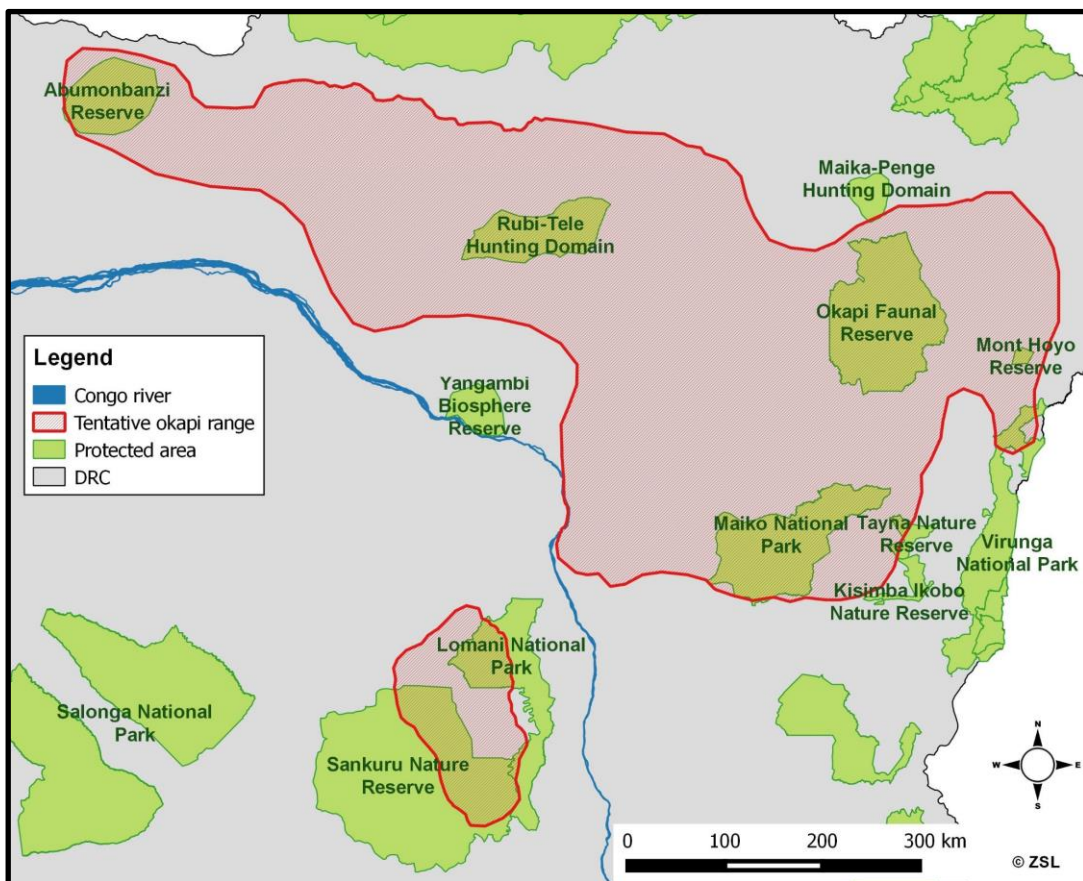 Abumonbanzi
Reserve
Maika-Penge
Hunting Domain
Rubi-Tele
Hunting Domain
Okapi Faunal
Reserve
Mont Hoyo
Reserve
Legend
Congo river
Tentative okapi range
Protected area
DRC
Yangambi
Biosphere
Reserve
Maiko National
Park
Tayna Nature
Reserve
Virunga
National Park
Kisimba Ikobo
Nature Reserve
Lomani National
Park
Salonga National
Park
Sankuru Nature
Reserve
N
W E
S
0 100 200 300 km
© ZSL